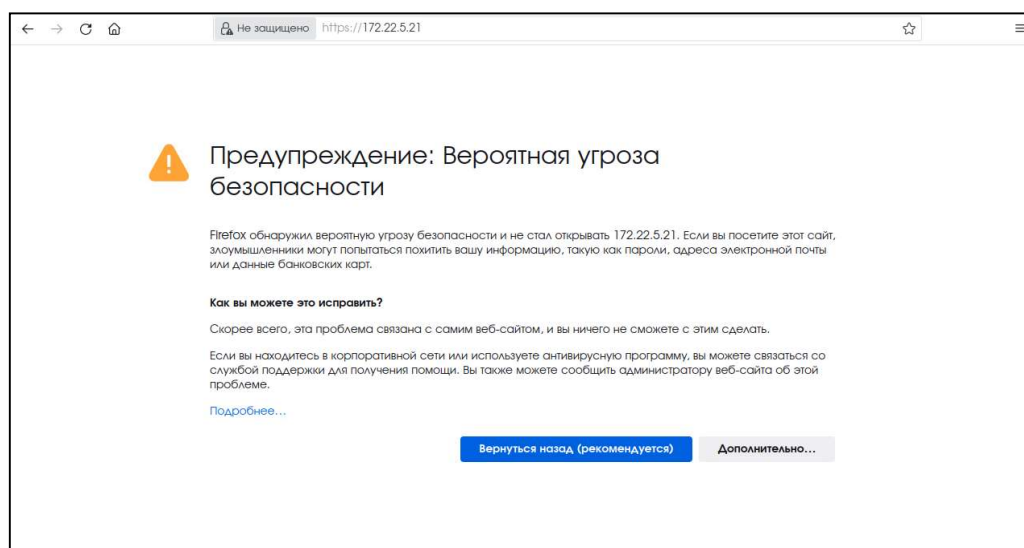 Не защищено https://172.22.5.21
Предупреждение: Вероятная угроза
безопасности
Firefox обнаружил вероятную угрозу безопасности и не стал открывать 172.22.5.21. Если вы посетите этот сайт,
злоумышленники могут попытаться похитить вашу информацию, такую как пароли, адреса электронной почты
или данные банковских карт.
Как вы можете это исправить?
Скорее всего, эта проблема связана с самим веб-сайтом, и вы ничего не сможете с этим сделать.
Если вы находитесь в корпоративной сети или используете антивирусную программу, вы можете связаться со
службой поддержки для получения помощи. Вы также можете сообщить администратору веб-сайта об этой
проблеме.
Подробнее...
Вернуться назад (рекомендуется) Дополнительно...